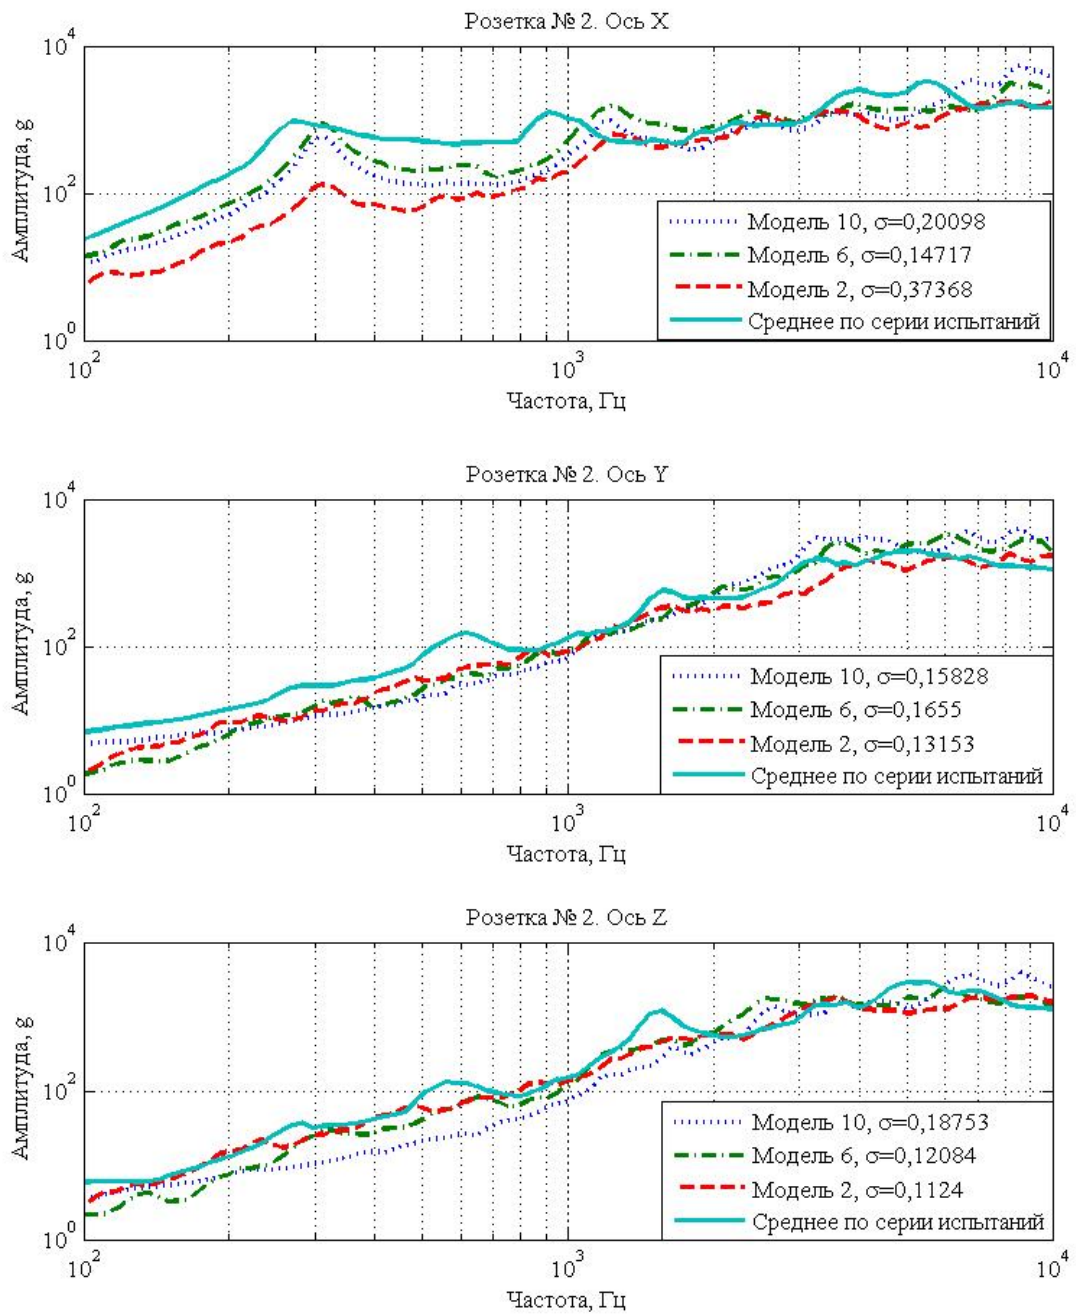 Розетка № 2. Ось X
10^4
10^2
10^0
Амплитуда, g
Модель 10, σ=0,20098
Модель 6, σ=0,14717
Модель 2, σ=0,37368
Среднее по серии испытаний
10^2
10^3
10^4
Частота, Гц
Розетка № 2. Ось Y
10^4
10^2
10^0
Амплитуда, g
Модель 10, σ=0,15828
Модель 6, σ=0,1655
Модель 2, σ=0,13153
Среднее по серии испытаний
10^2
10^3
10^4
Частота, Гц
Розетка № 2. Ось Z
10^4
10^2
10^0
Амплитуда, g
Модель 10, σ=0,18753
Модель 6, σ=0,12084
Модель 2, σ=0,1124
Среднее по серии испытаний
10^2
10^3
10^4
Частота, Гц